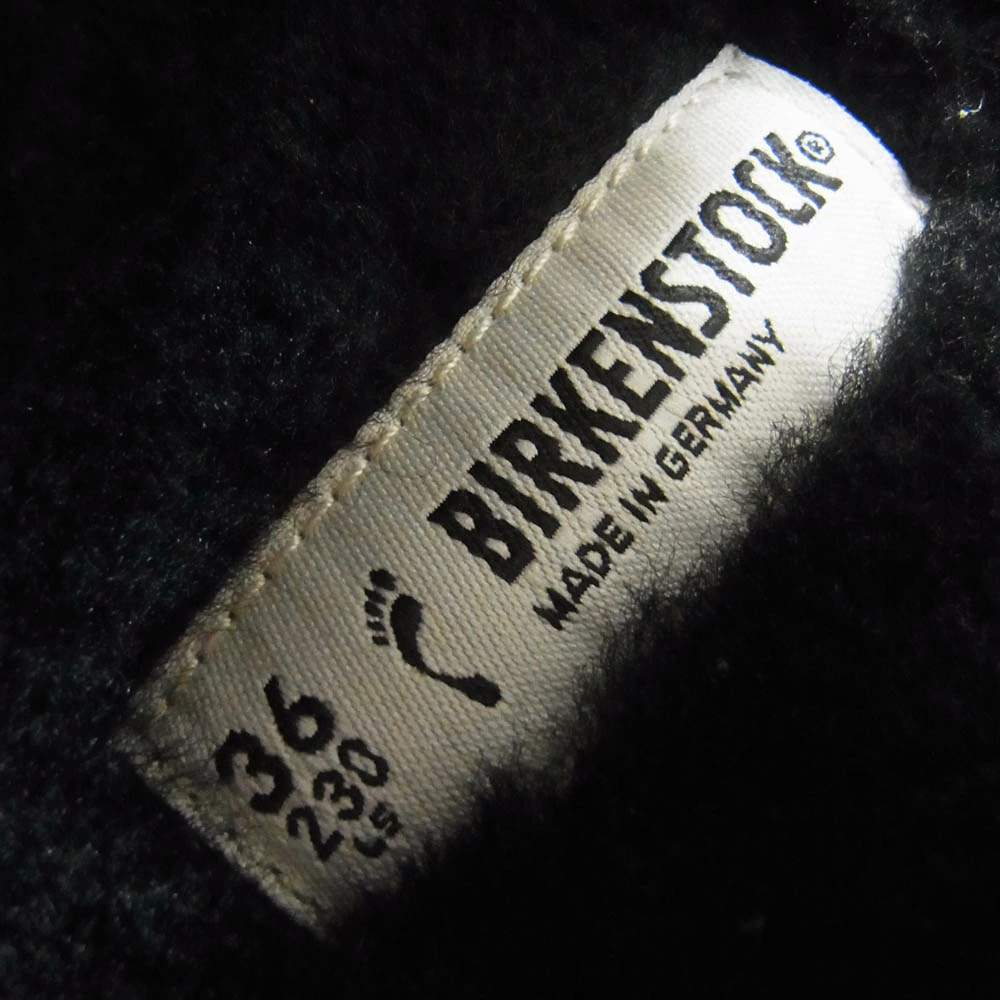 BIRKENSTOCK®
MADE IN GERMANY
36
230